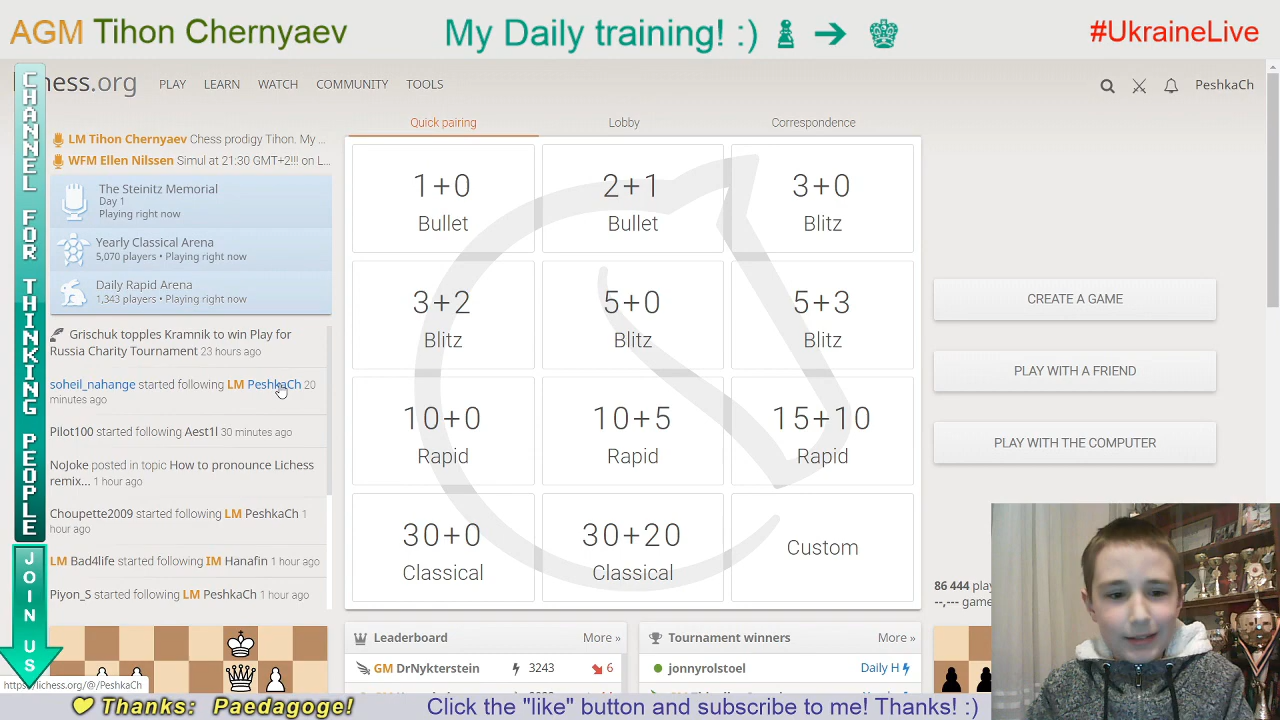 AGM Tihon Chernyaev
My Daily training! :)
#UkraineLive
CHANNEL FOR THINKING PEOPLE
JOIN US
hess.org
PLAY
LEARN
WATCH
COMMUNITY
TOOLS
PeshkaCh
LM Tihon Chernyaev Chess prodigy Tihon. My ...
WFM Ellen Nilssen Simul at 21:30 GMT+2!!! on L...
The Steinitz Memorial
Day 1
Playing right now
Yearly Classical Arena
5,070 players • Playing right now
Daily Rapid Arena
1,343 players • Playing right now
Grischuk topples Kramnik to win Play for
Russia Charity Tournament 23 hours ago
soheil_nahange started following LM PeshkaCh 20
minutes ago
Pilot100 started following Aest1l 30 minutes ago
NoJoke posted in topic How to pronounce Lichess
remix... 1 hour ago
Choupette2009 started following LM PeshkaCh 1
hour ago
LM Bad4life started following IM Hanafin 1 hour ago
Piyon_S started following LM PeshkaCh 1 hour ago
Quick pairing
Lobby
Correspondence
1+0
Bullet
2+1
Bullet
3+0
Blitz
3+2
Blitz
5+0
Blitz
5+3
Blitz
10+0
Rapid
10+5
Rapid
15+10
Rapid
30+0
Classical
30+20
Classical
Custom
CREATE A GAME
PLAY WITH A FRIEND
PLAY WITH THE COMPUTER
86 444 play
--,--- game
Leaderboard
More »
GM DrNykterstein 3243 6
Tournament winners
More »
jonnyrolstoel Daily H
https://lichess.org/@/PeshkaCh
Thanks: Paedagoge!
Click the "like" button and subscribe to me! Thanks! :)